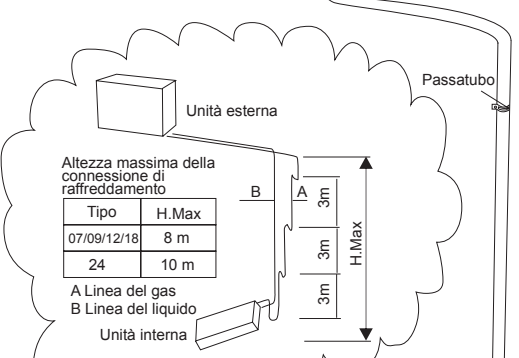 Passatubo
Unità esterna
Altezza massima della
connessione di
raffreddamento
Tipo H.Max
07/09/12/18 8 m
24 10 m
A Linea del gas
B Linea del liquido
Unità interna
B A
3m
3m
3m
H.Max